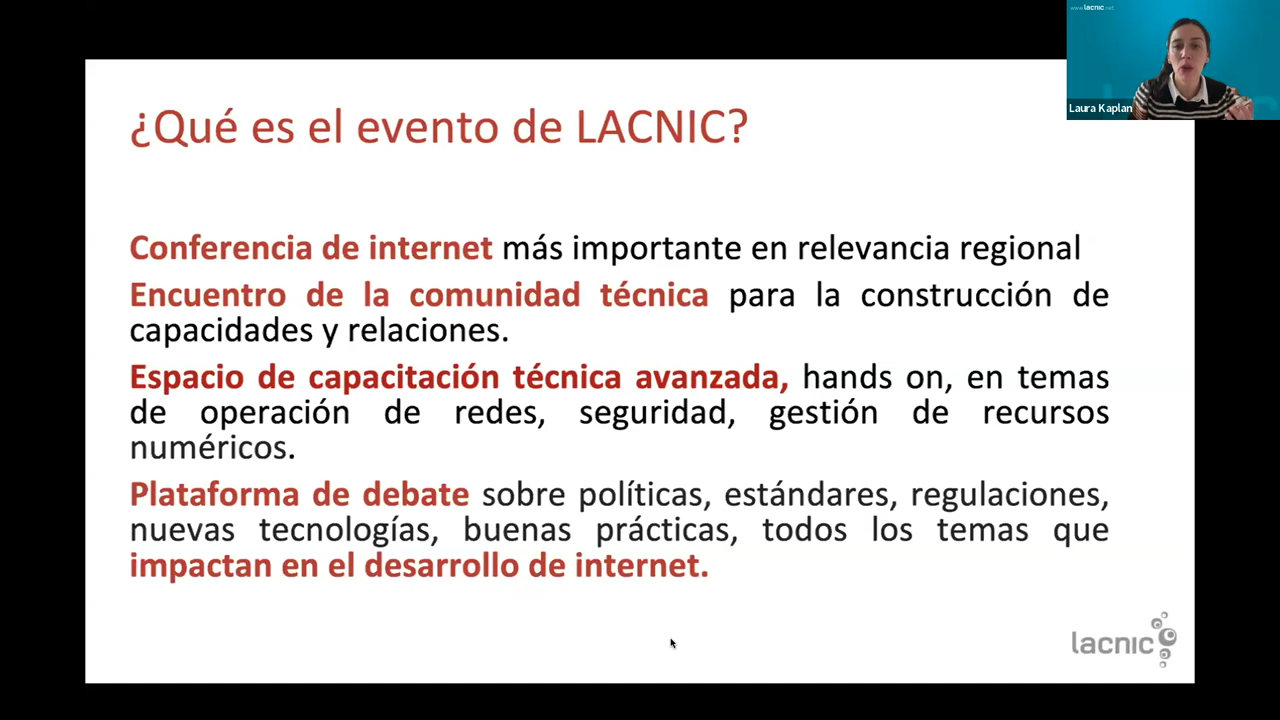 www.lacnic.net
Laura Kaplan
¿Qué es el evento de LACNIC?
Conferencia de internet más importante en relevancia regional
Encuentro de la comunidad técnica para la construcción de
capacidades y relaciones.
Espacio de capacitación técnica avanzada, hands on, en temas
de operación de redes, seguridad, gestión de recursos
numéricos.
Plataforma de debate sobre políticas, estándares, regulaciones,
nuevas tecnologías, buenas prácticas, todos los temas que
impactan en el desarrollo de internet.
lacnic